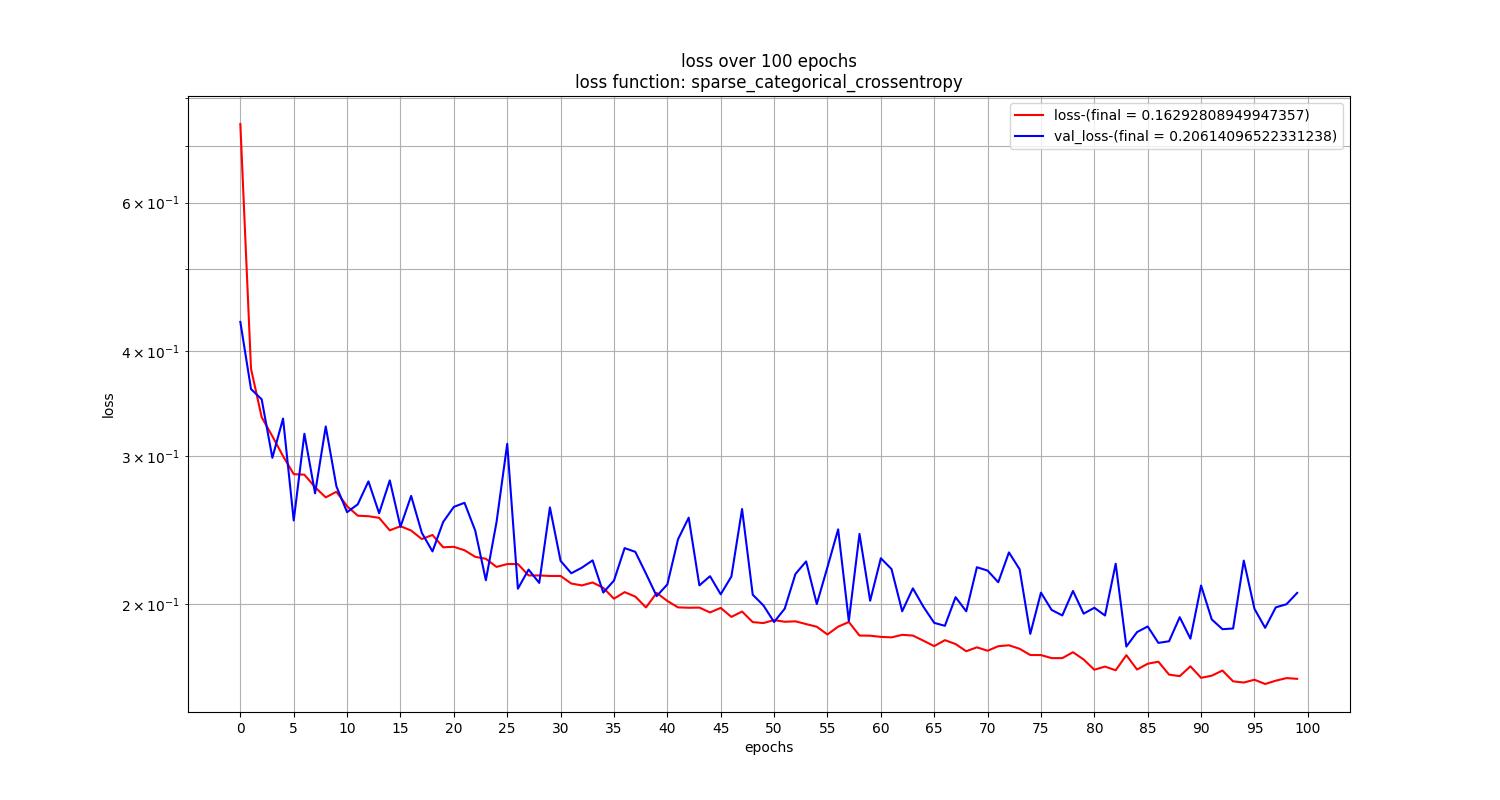 loss over 100 epochs
loss function: sparse_categorical_crossentropy
loss-(final = 0.16292808949947357)
val_loss-(final = 0.20614096522331238)
6 × 10⁻¹
4 × 10⁻¹
3 × 10⁻¹
2 × 10⁻¹
loss
0 5 10 15 20 25 30 35 40 45 50 55 60 65 70 75 80 85 90 95 100
epochs